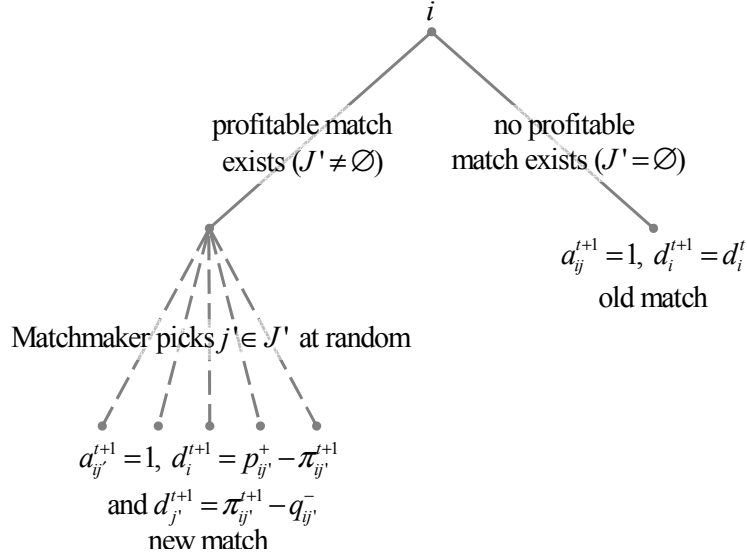 i
profitable match
exists (J' ≠ ∅)
no profitable
match exists (J' = ∅)
a_{ij}^{t+1} = 1, d_i^{t+1} = d_i^t
old match
Matchmaker picks j' ∈ J' at random
a_{ij'}^{t+1} = 1, d_i^{t+1} = p_{ij'}^+ − π_{ij'}^{t+1}
and d_{j'}^{t+1} = π_{ij'}^{t+1} − q_{ij'}^−
new match